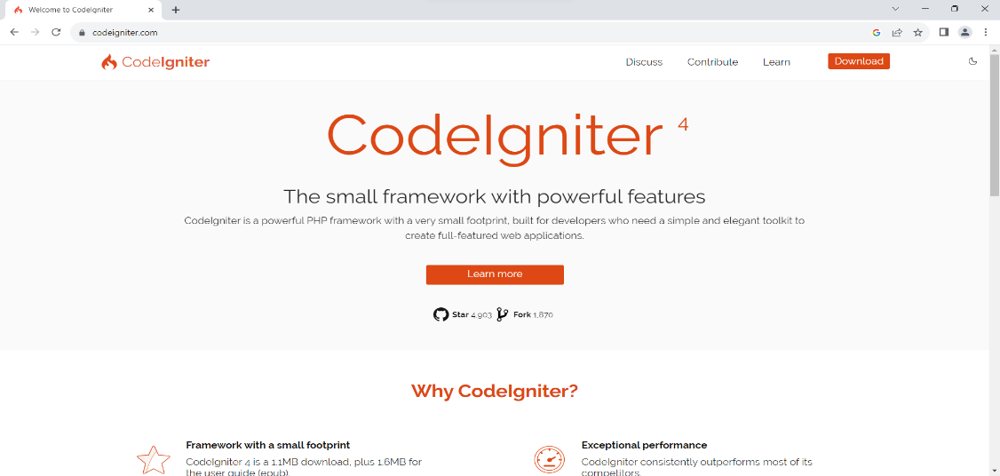 Welcome to CodeIgniter
codeigniter.com
CodeIgniter
Discuss
Contribute
Learn
Download
CodeIgniter 4
The small framework with powerful features
CodeIgniter is a powerful PHP framework with a very small footprint, built for developers who need a simple and elegant toolkit to
create full-featured web applications.
Learn more
Star 4,903 Fork 1,870
Why CodeIgniter?
Framework with a small footprint
CodeIgniter 4 is a 1.1MB download, plus 1.6MB for
the user guide (epub).
Exceptional performance
CodeIgniter consistently outperforms most of its
competitors.